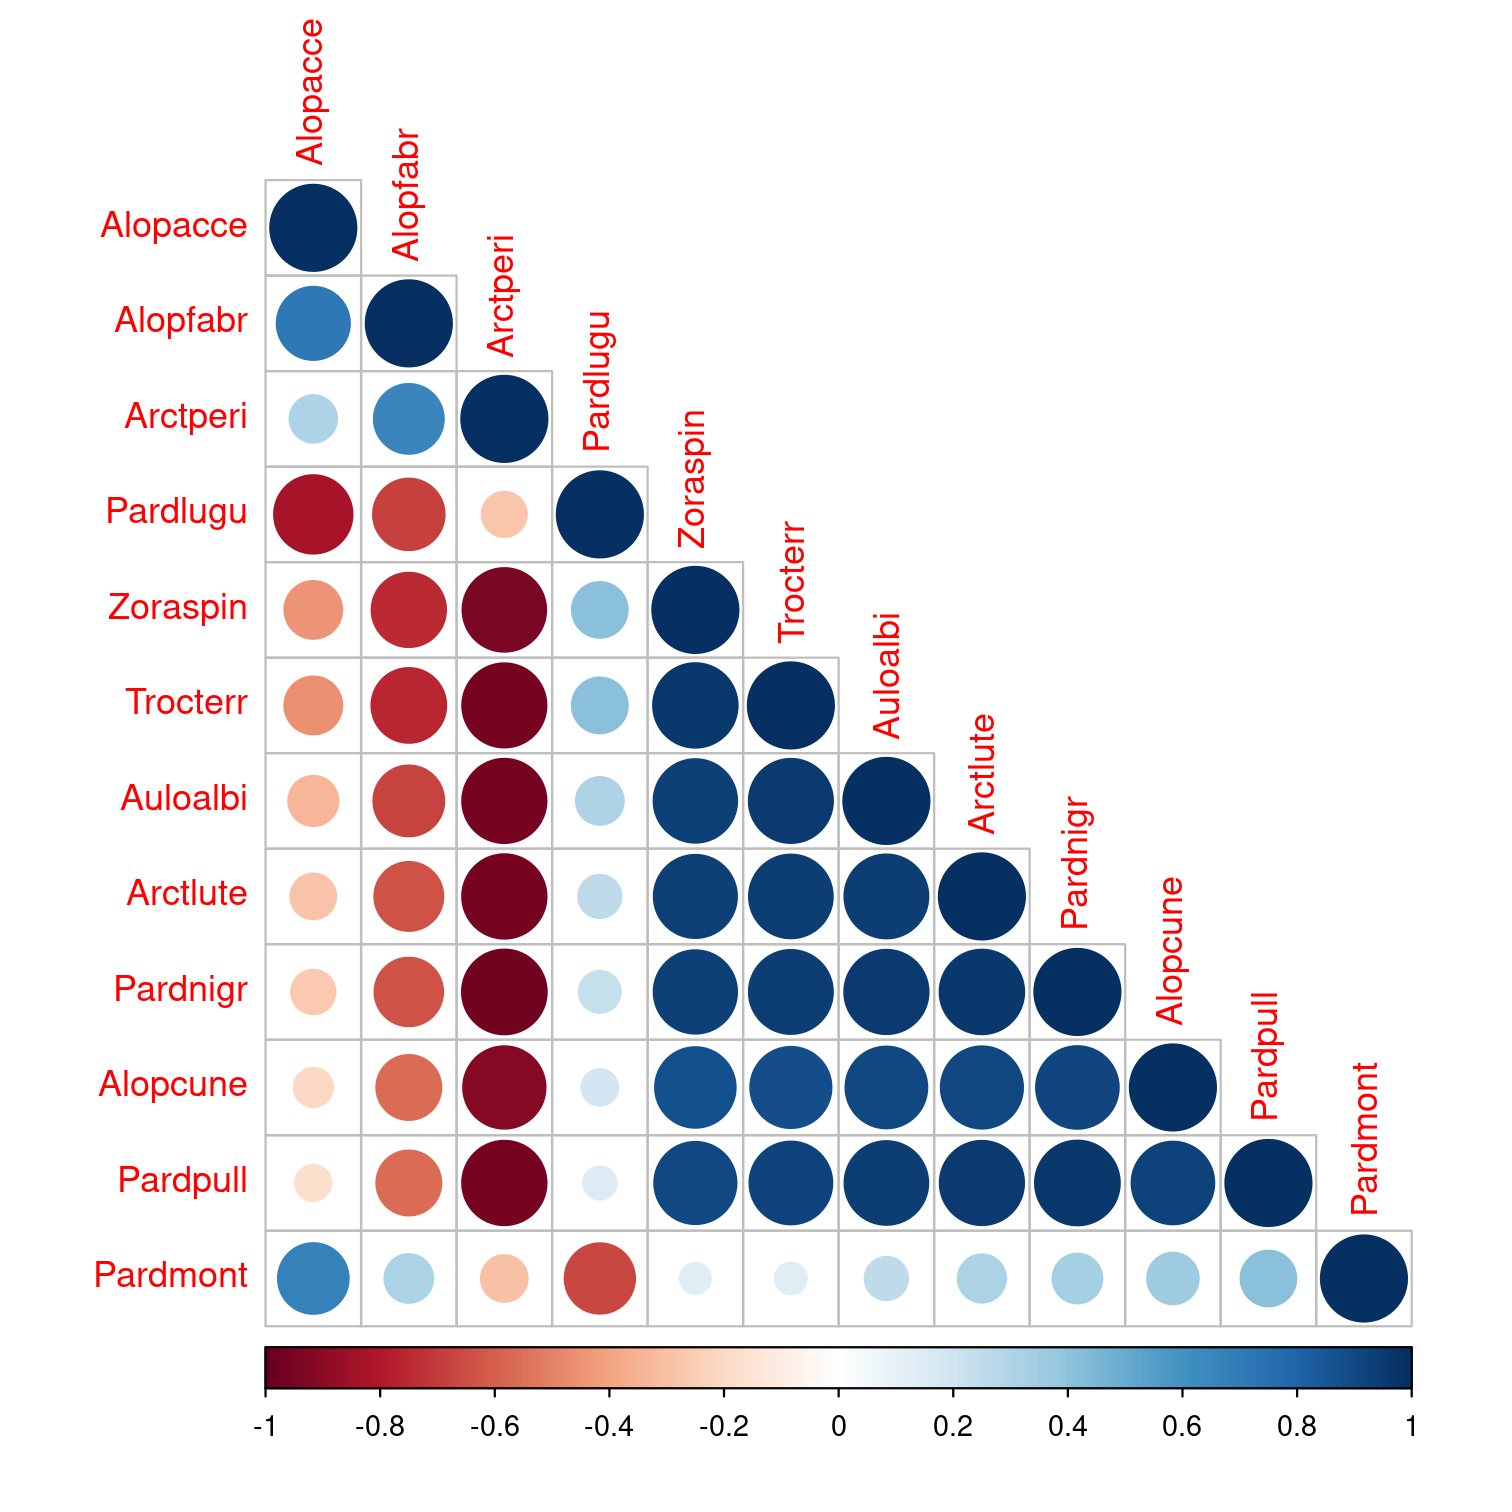 Alopacce
Alopfabr
Arctperi
Pardlugu
Zoraspin
Trocterr
Auloalbi
Arctlute
Pardnigr
Alopcune
Pardpull
Pardmont
Alopacce
Alopfabr
Arctperi
Pardlugu
Zoraspin
Trocterr
Auloalbi
Arctlute
Pardnigr
Alopcune
Pardpull
Pardmont
-1 -0.8 -0.6 -0.4 -0.2 0 0.2 0.4 0.6 0.8 1